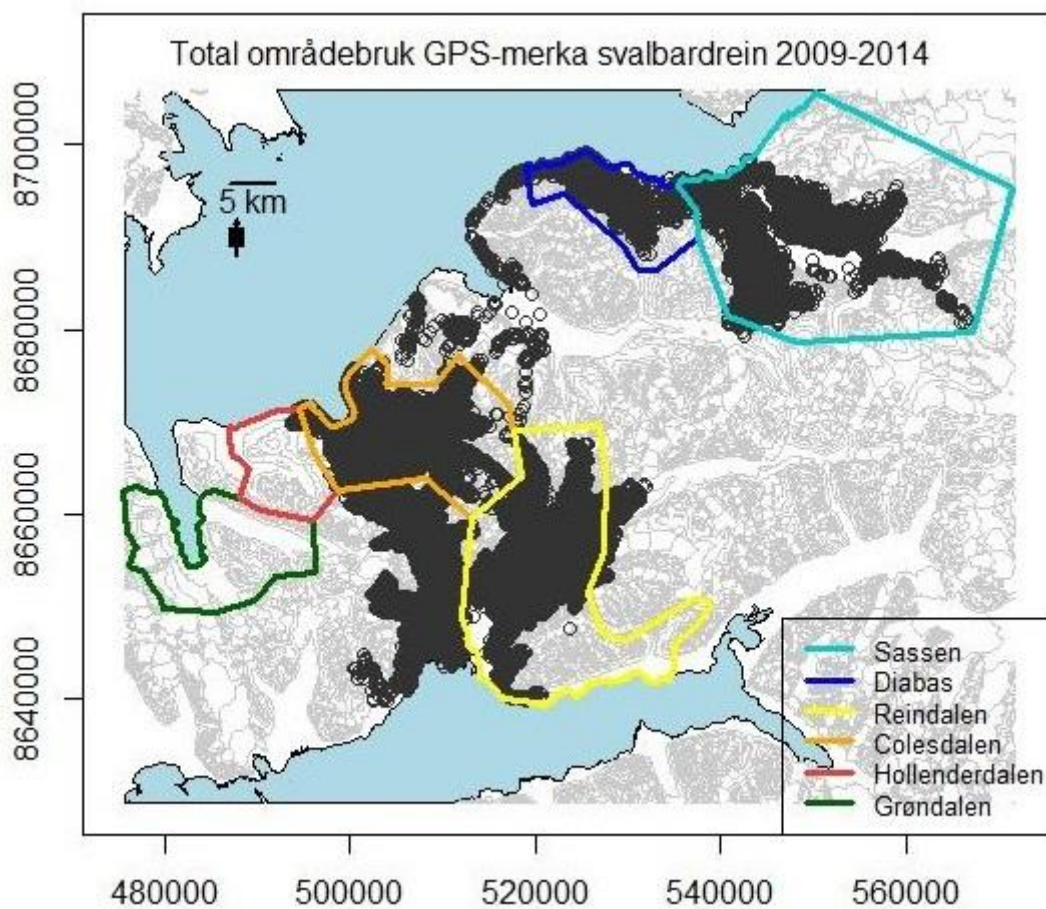 Total områdebruk GPS-merka svalbardrein 2009-2014
8700000
8680000
8660000
8640000
5 km
Sassen
Diabas
Reindalen
Colesdalen
Hollenderdalen
Grøndalen
480000 500000 520000 540000 560000